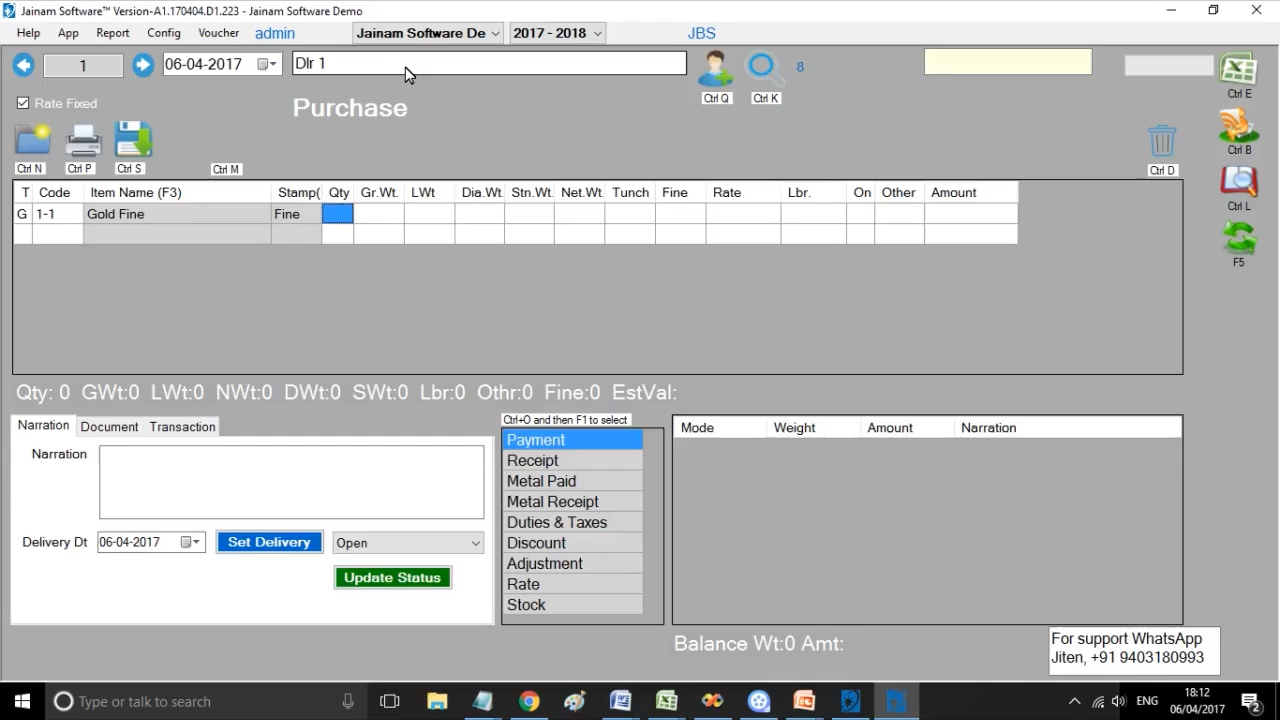 Jainam Software™ Version-A1.170404.D1.223 - Jainam Software Demo
Help App Report Config Voucher admin Jainam Software De 2017 - 2018 JBS
1 06-04-2017 Dlr 1 8
Ctrl Q Ctrl K Ctrl E
Rate Fixed Purchase
Ctrl B
Ctrl N Ctrl P Ctrl S Ctrl M Ctrl D
T Code Item Name (F3) Stamp( Qty Gr.Wt. LWt Dia.Wt Stn.Wt Net.Wt Tunch Fine Rate Lbr. On Other Amount
Ctrl L
G 1-1 Gold Fine Fine
F5
Qty: 0 GWt:0 LWt:0 NWt:0 DWt:0 SWt:0 Lbr:0 Othr:0 Fine:0 EstVal:
Narration Document Transaction
Narration
Delivery Dt 06-04-2017 Set Delivery Open
Update Status
Ctrl+O and then F1 to select
Payment
Receipt
Metal Paid
Metal Receipt
Duties & Taxes
Discount
Adjustment
Rate
Stock
Mode Weight Amount Narration
Balance Wt:0 Amt:
For support WhatsApp
Jiten, +91 9403180993
Type or talk to search
ENG
18:12
06/04/2017
2